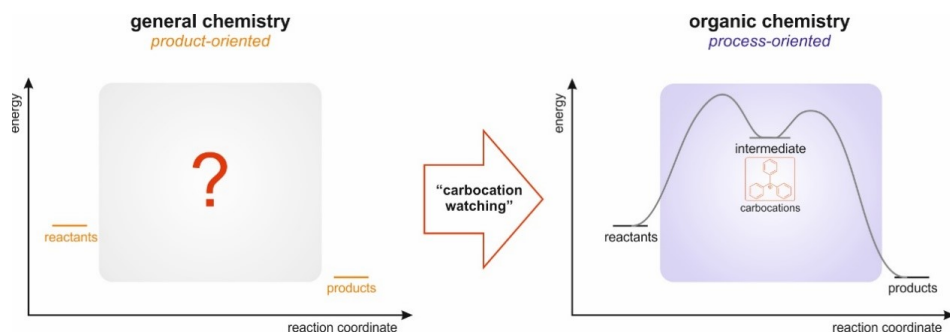 general chemistry
product-oriented
energy
?
reactants
products
reaction coordinate
“carbocation
watching”
organic chemistry
process-oriented
energy
intermediate
carbocations
reactants
products
reaction coordinate